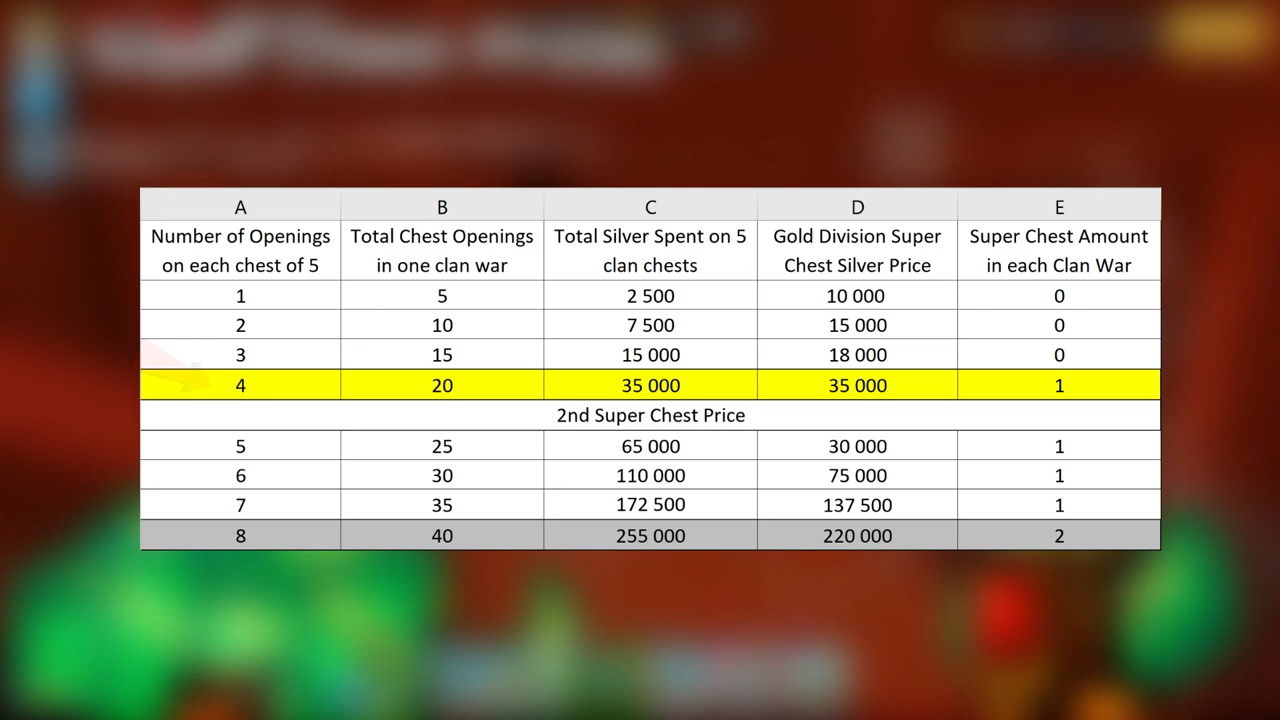 A B C D E
Number of Openings on each chest of 5 Total Chest Openings in one clan war Total Silver Spent on 5 clan chests Gold Division Super Chest Silver Price Super Chest Amount in each Clan War
1 5 2 500 10 000 0
2 10 7 500 15 000 0
3 15 15 000 18 000 0
4 20 35 000 35 000 1
2nd Super Chest Price
5 25 65 000 30 000 1
6 30 110 000 75 000 1
7 35 172 500 137 500 1
8 40 255 000 220 000 2